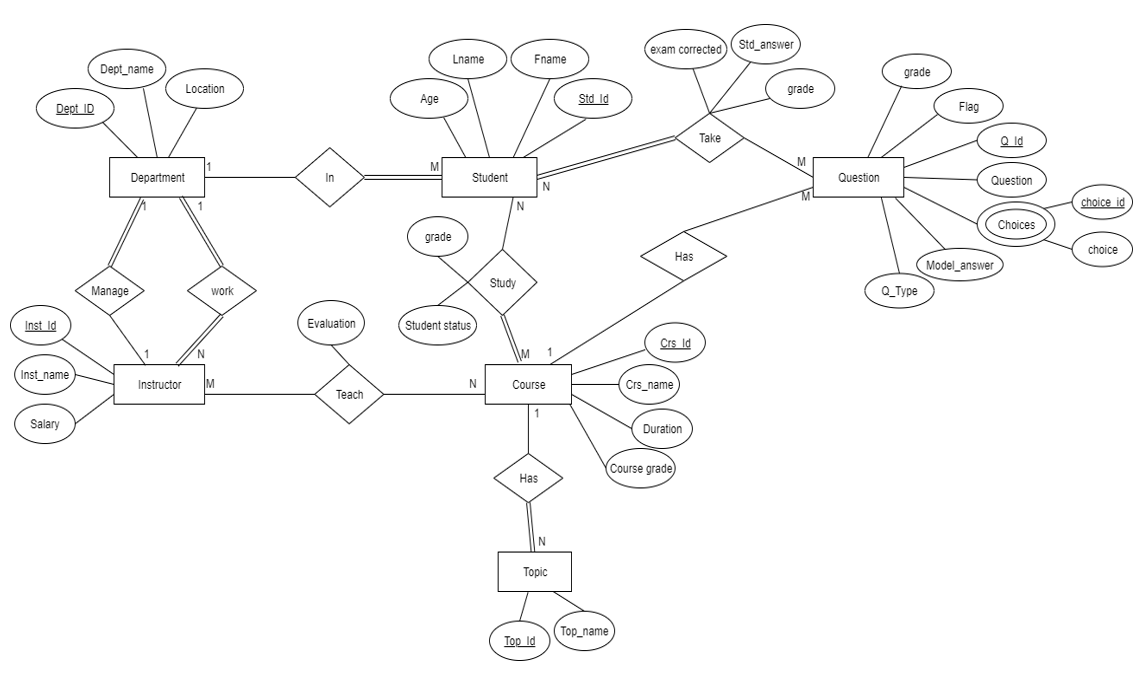 exam corrected
Std_answer
grade
Lname
Fname
Age
Std_Id
Dept_name
Dept_ID
Location
grade
Flag
Q_Id
Question
Choices
choice_id
choice
Model_answer
Q_Type
Department
1
In
M
Student
N
Take
M
Question
M
1
1
N
grade
Manage
work
Study
Has
Student status
Inst_Id
Inst_name
Salary
1
N
Evaluation
M
1
Instructor
M
Teach
N
Course
Crs_Id
Crs_name
Duration
Course grade
1
Has
N
Topic
Top_Id
Top_name